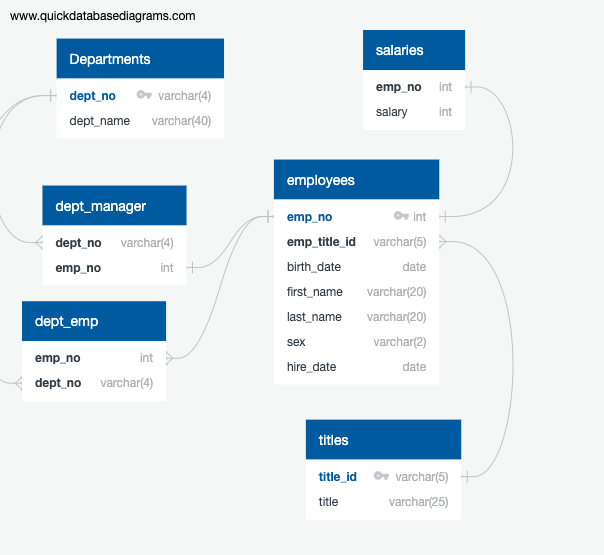 www.quickdatabasediagrams.com
Departments
dept_no varchar(4)
dept_name varchar(40)
salaries
emp_no int
salary int
dept_manager
dept_no varchar(4)
emp_no int
employees
emp_no int
emp_title_id varchar(5)
birth_date date
first_name varchar(20)
last_name varchar(20)
sex varchar(2)
hire_date date
dept_emp
emp_no int
dept_no varchar(4)
titles
title_id varchar(5)
title varchar(25)